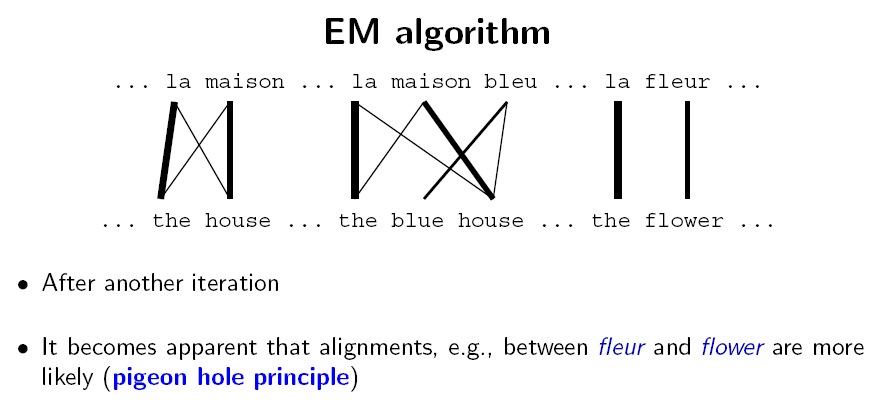 EM algorithm
... la maison ... la maison bleu ... la fleur ...
... the house ... the blue house ... the flower ...
• After another iteration
• It becomes apparent that alignments, e.g., between fleur and flower are more
likely (pigeon hole principle)